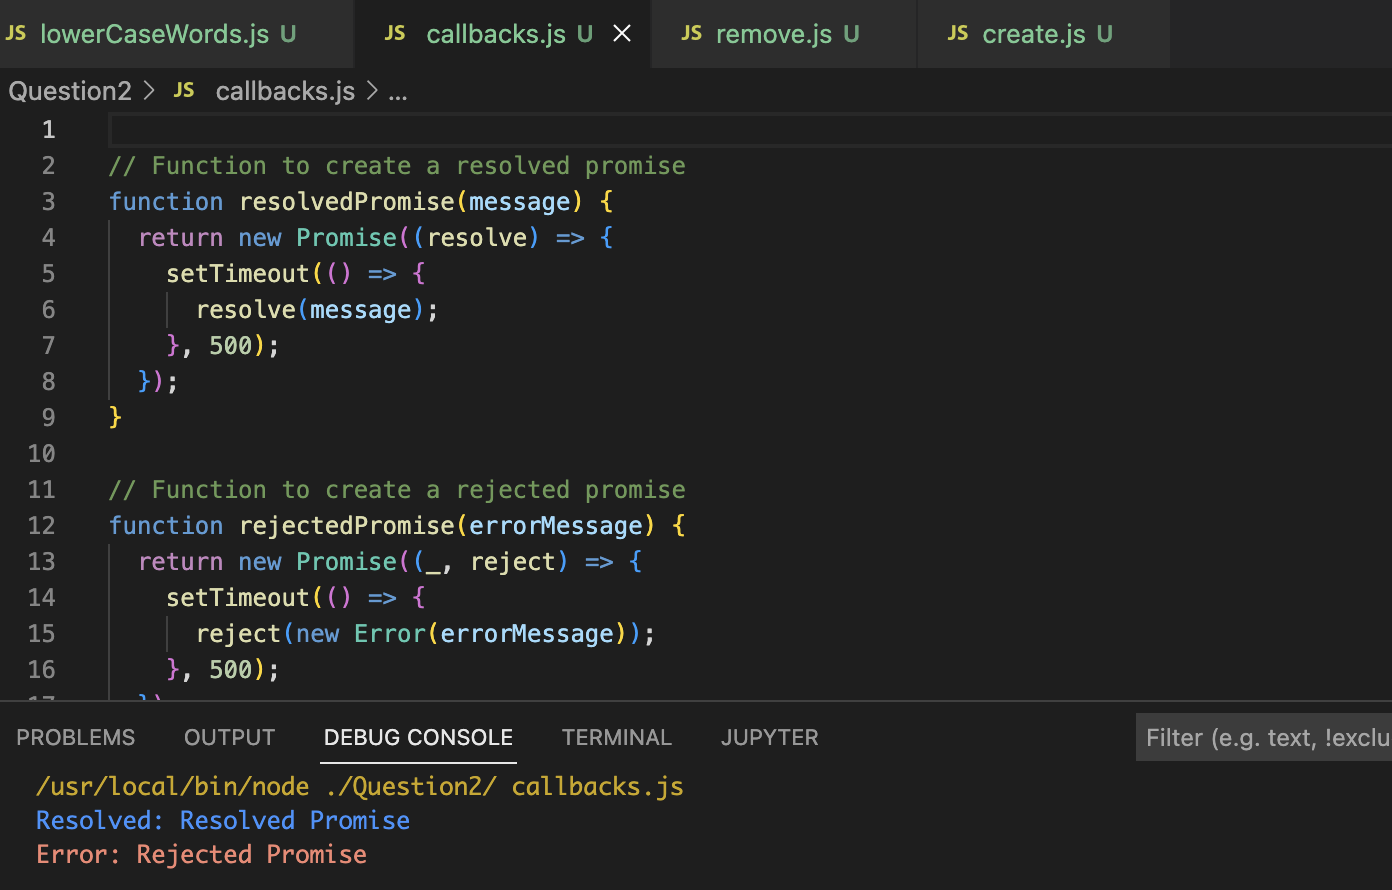 JS lowerCaseWords.js U JS callbacks.js U JS remove.js U JS create.js U
Question2 > JS callbacks.js > ...
1
2 // Function to create a resolved promise
3 function resolvedPromise(message) {
4   return new Promise((resolve) => {
5     setTimeout(() => {
6       resolve(message);
7     }, 500);
8   });
9 }
10
11 // Function to create a rejected promise
12 function rejectedPromise(errorMessage) {
13   return new Promise((_, reject) => {
14     setTimeout(() => {
15       reject(new Error(errorMessage));
16     }, 500);
17   })
PROBLEMS OUTPUT DEBUG CONSOLE TERMINAL JUPYTER Filter (e.g. text, !exclu
/usr/local/bin/node ./Question2/ callbacks.js
Resolved: Resolved Promise
Error: Rejected Promise